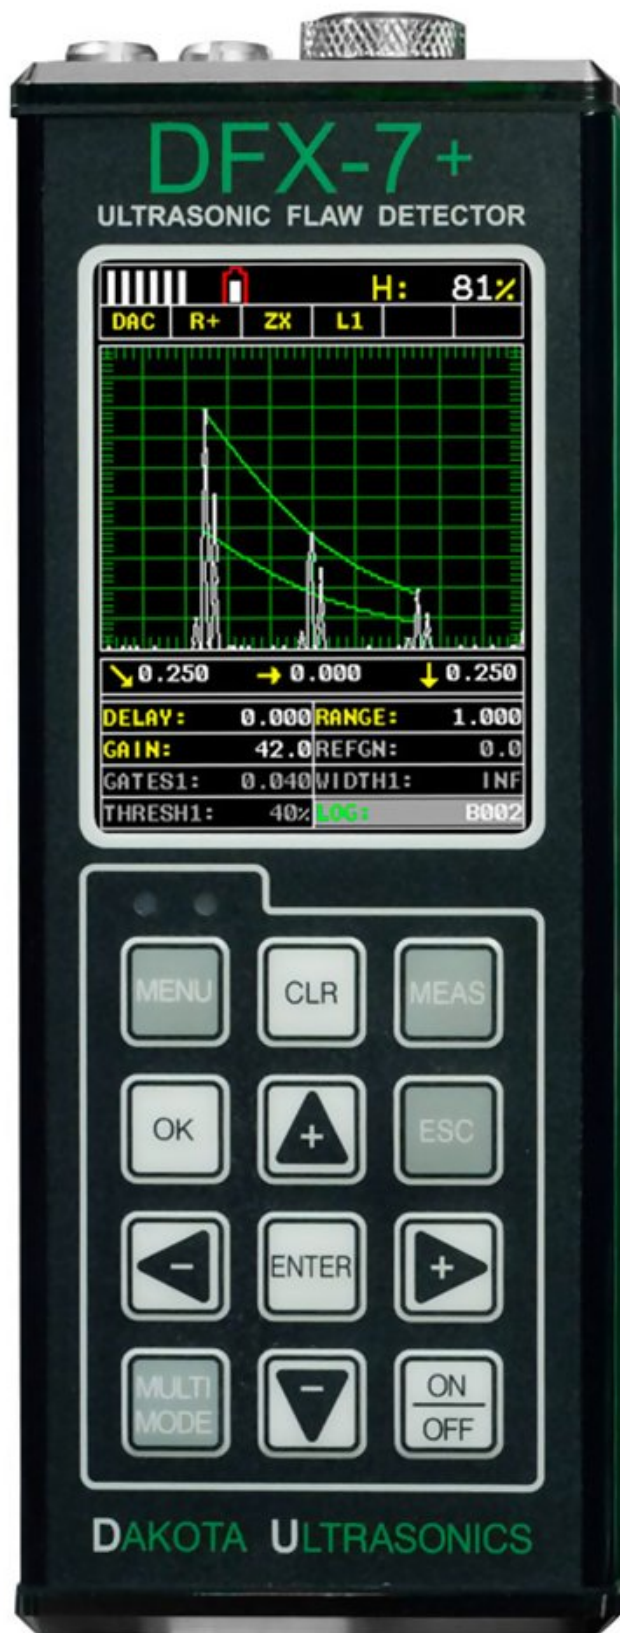 DFX-7+
ULTRASONIC FLAW DETECTOR
H: 81%
DAC R+ ZX L1
0.250 0.000 0.250
DELAY: 0.000 RANGE: 1.000
GAIN: 42.0 REFGN: 0.0
GATES1: 0.040 WIDTH1: INF
THRESH1: 40% LOG: B002
MENU CLR MEAS
OK + ESC
- ENTER +
MULTI MODE - ON OFF
DAKOTA ULTRASONICS